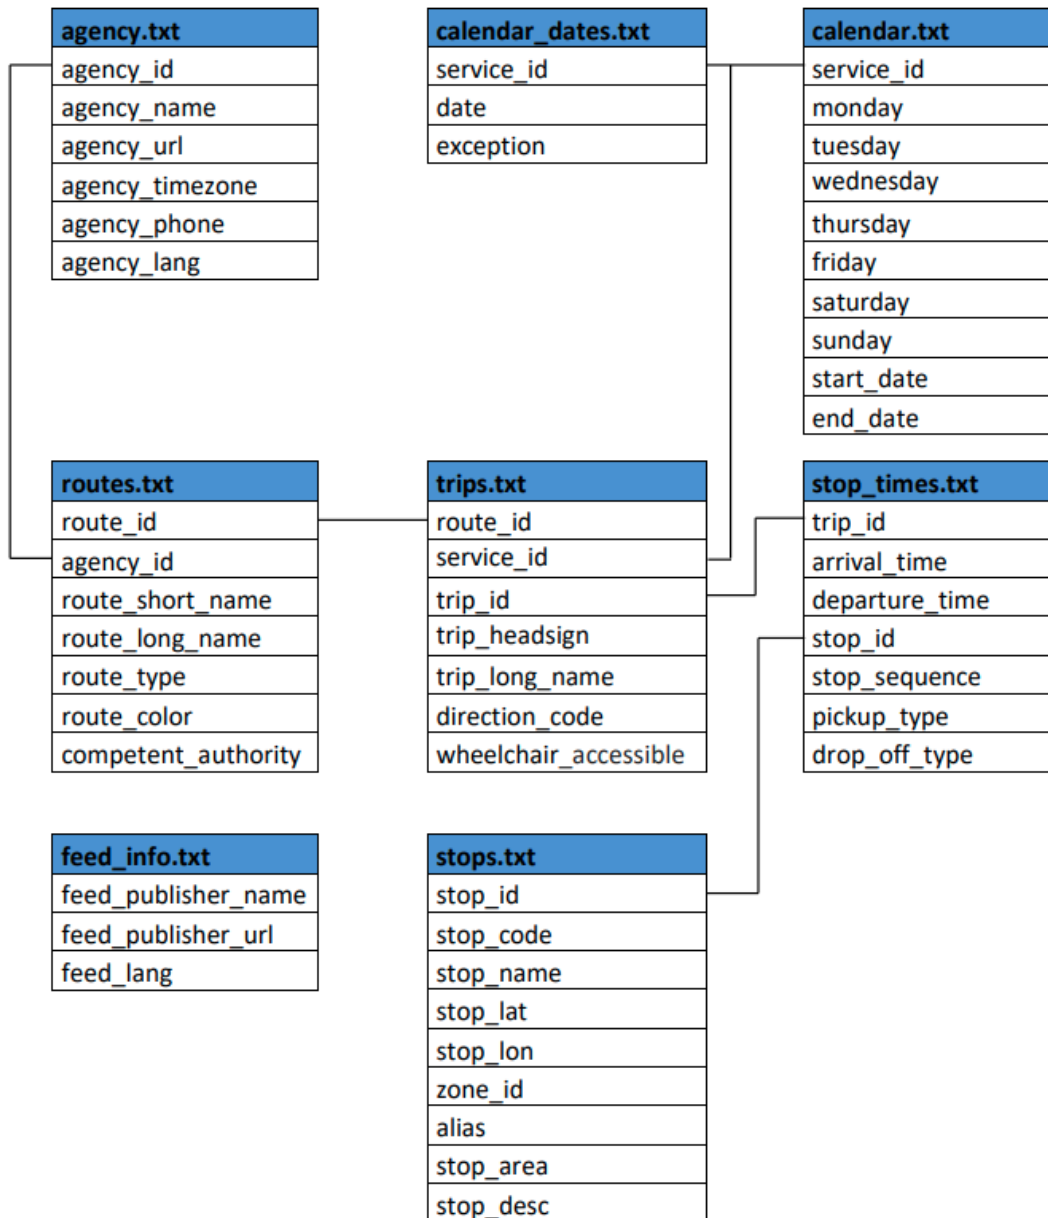 agency.txt
agency_id
agency_name
agency_url
agency_timezone
agency_phone
agency_lang
calendar_dates.txt
service_id
date
exception
calendar.txt
service_id
monday
tuesday
wednesday
thursday
friday
saturday
sunday
start_date
end_date
routes.txt
route_id
agency_id
route_short_name
route_long_name
route_type
route_color
competent_authority
trips.txt
route_id
service_id
trip_id
trip_headsign
trip_long_name
direction_code
wheelchair_accessible
stop_times.txt
trip_id
arrival_time
departure_time
stop_id
stop_sequence
pickup_type
drop_off_type
feed_info.txt
feed_publisher_name
feed_publisher_url
feed_lang
stops.txt
stop_id
stop_code
stop_name
stop_lat
stop_lon
zone_id
alias
stop_area
stop_desc